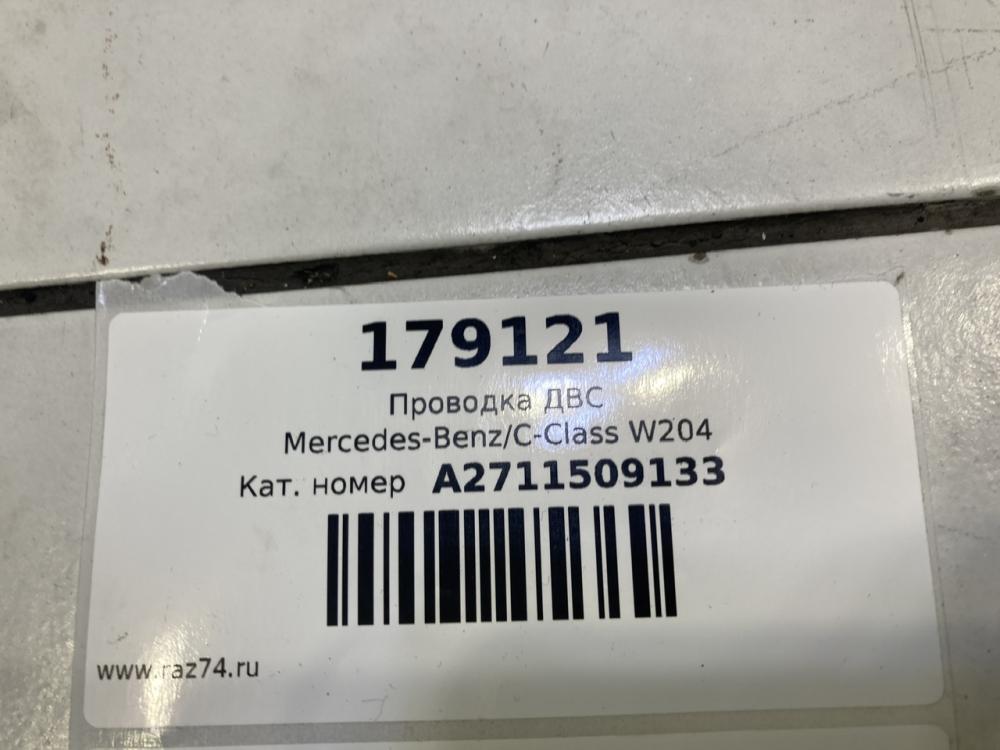 179121
Проводка ДВС
Mercedes-Benz/C-Class W204
Кат. номер A2711509133
www.raz74.ru